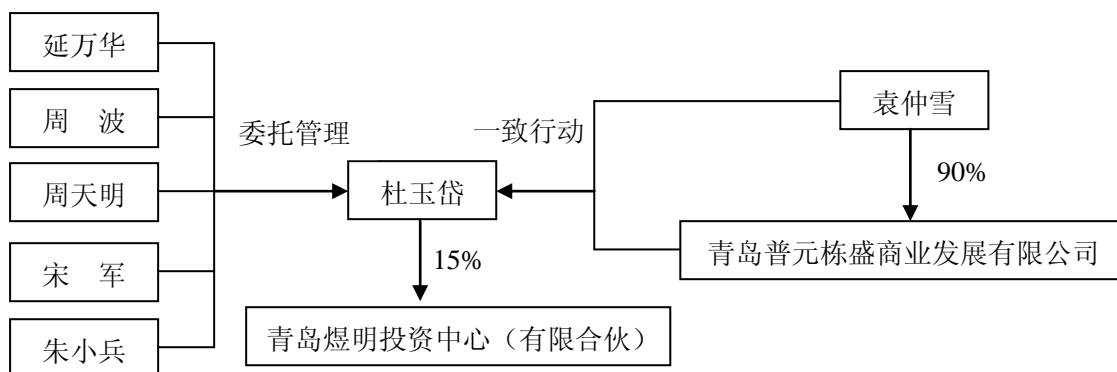 延万华
周　波
周天明
宋　军
朱小兵
委托管理
一致行动
杜玉岱
15%
青岛煜明投资中心（有限合伙）
袁仲雪
90%
青岛普元栋盛商业发展有限公司